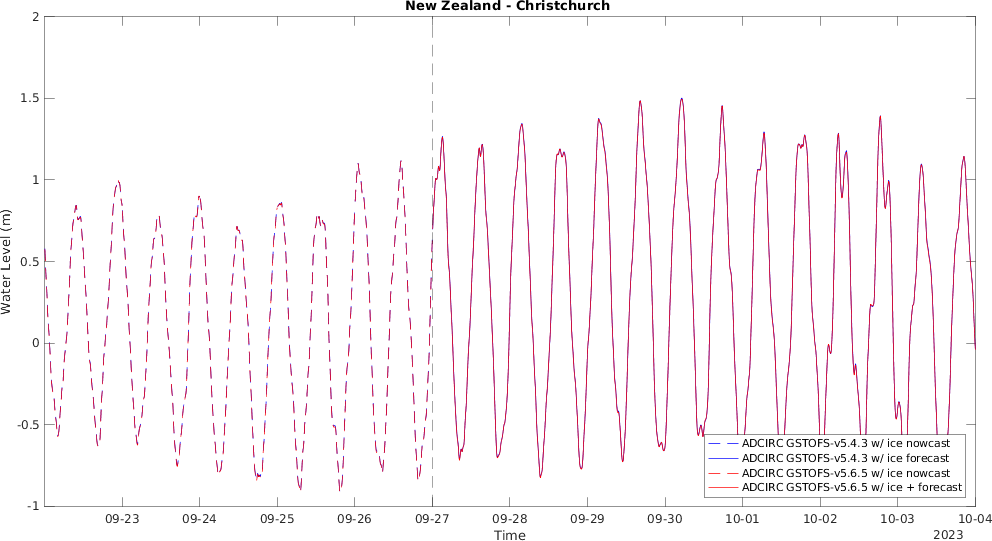 New Zealand - Christchurch
Water Level (m)
2
1.5
1
0.5
0
-0.5
-1
ADCIRC GSTOFS-v5.4.3 w/ ice nowcast
ADCIRC GSTOFS-v5.4.3 w/ ice forecast
ADCIRC GSTOFS-v5.6.5 w/ ice nowcast
ADCIRC GSTOFS-v5.6.5 w/ ice + forecast
09-23 09-24 09-25 09-26 09-27 09-28 09-29 09-30 10-01 10-02 10-03 10-04
Time
2023